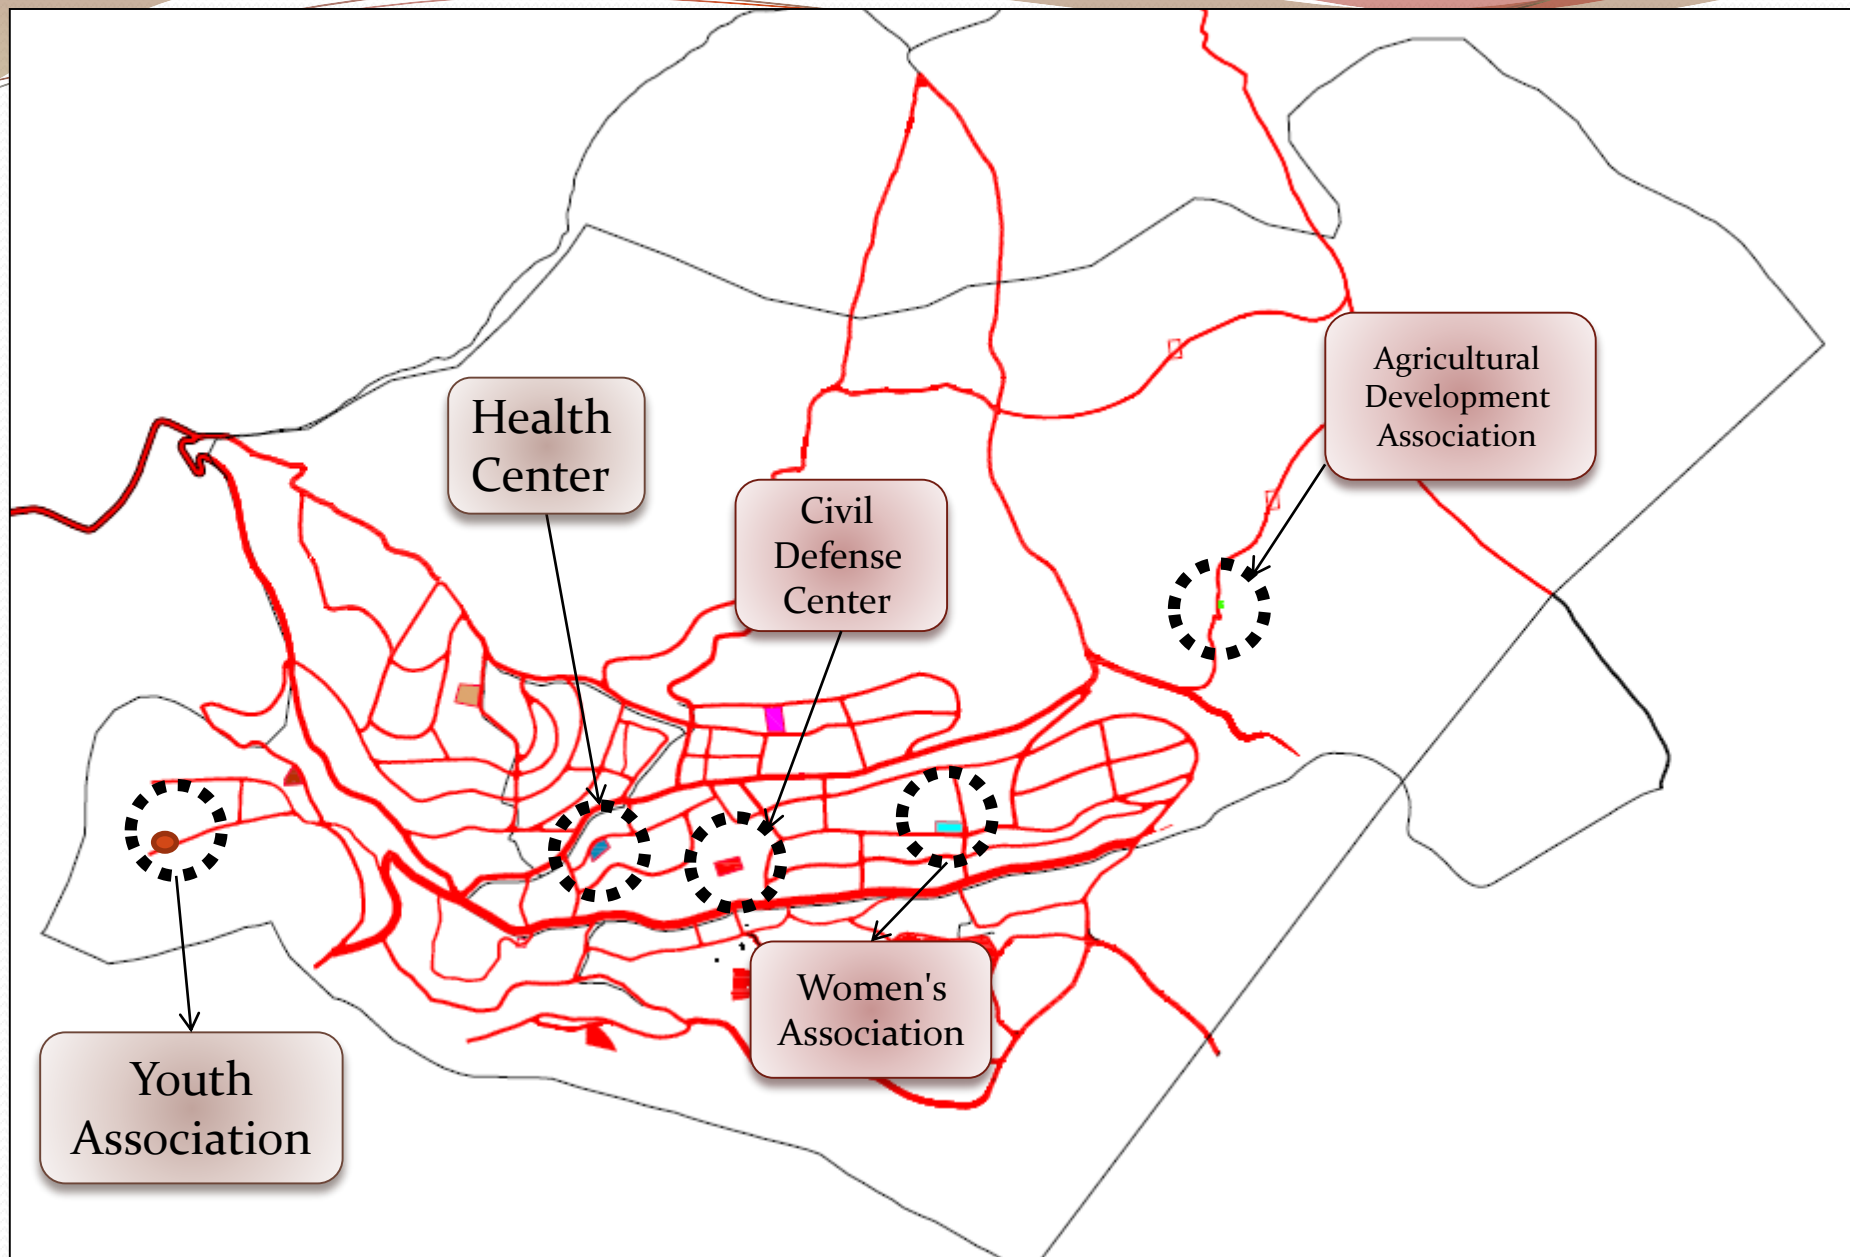 Agricultural
Development
Association
Health
Center
Civil
Defense
Center
Women's
Association
Youth
Association